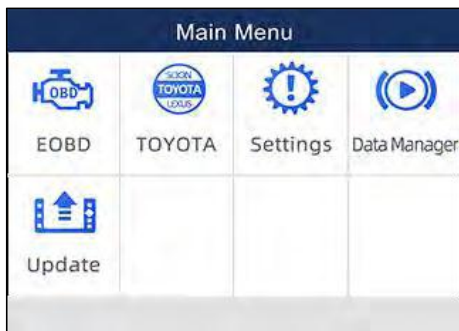 Main Menu
OBD
SCION
TOYOTA
LEXUS
EOBD
TOYOTA
Settings
Data Manager
Update